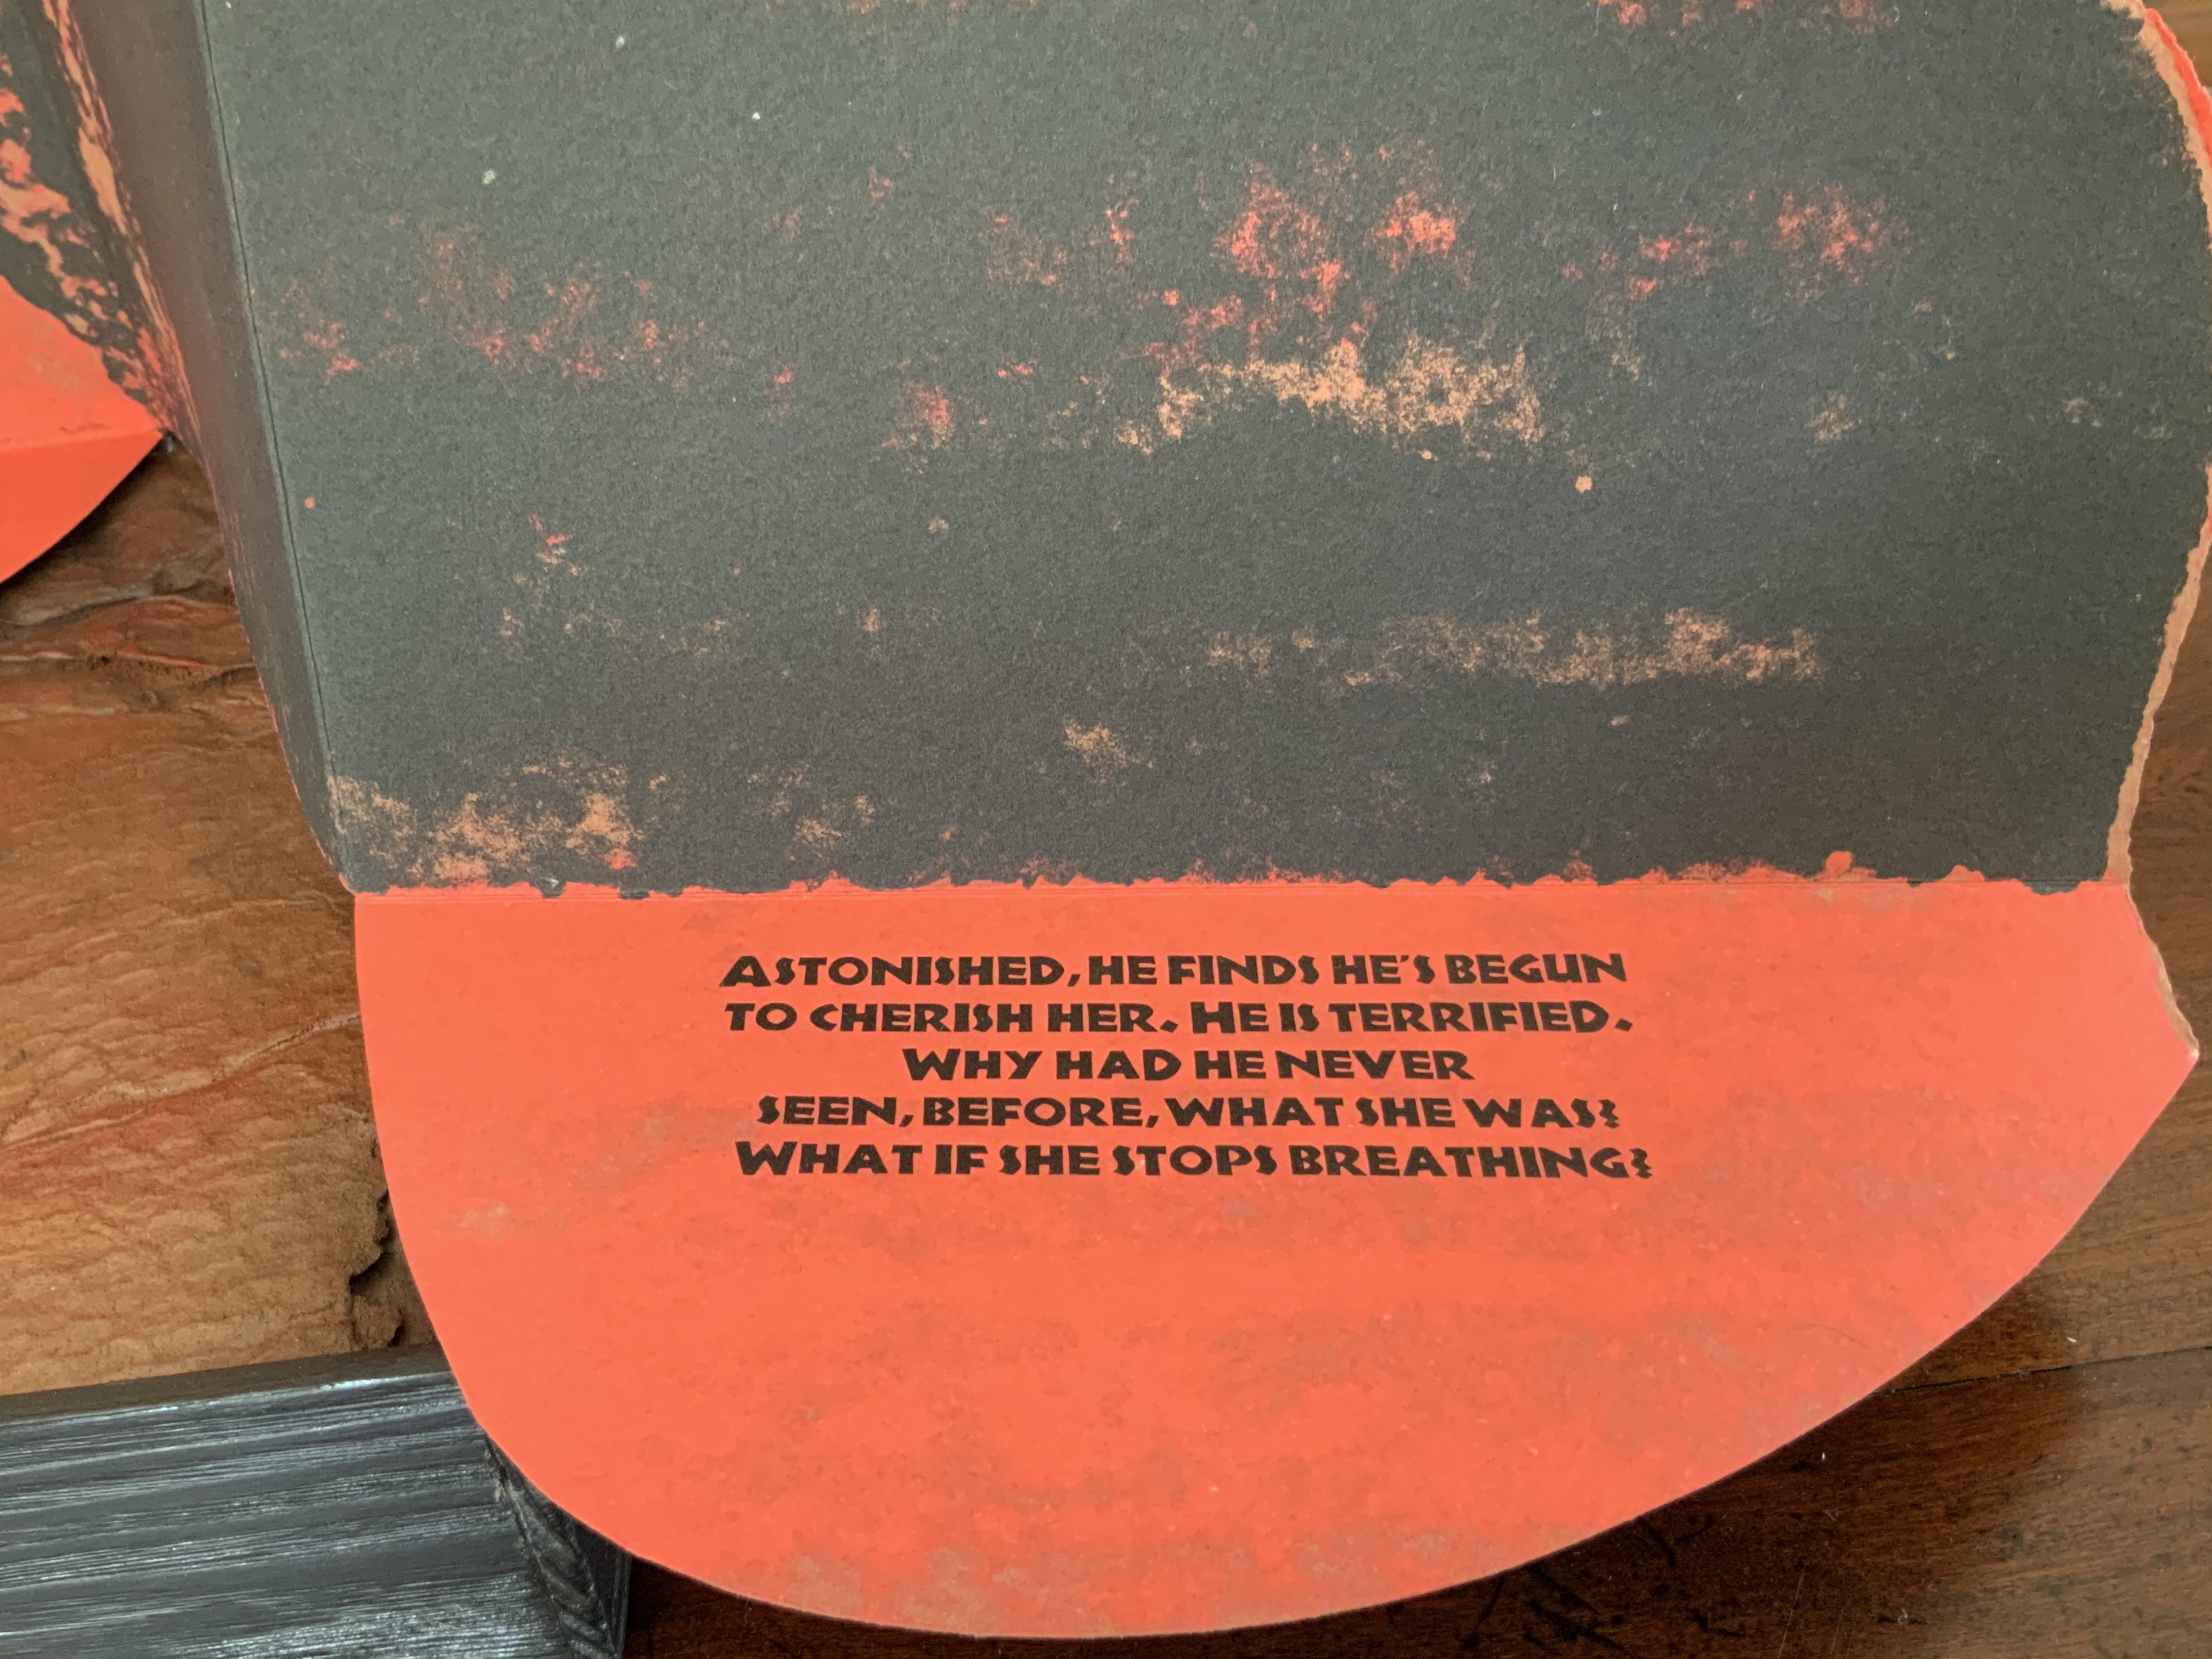 ASTONISHED, HE FINDS HE'S BEGUN
TO CHERISH HER. HE IS TERRIFIED.
WHY HAD HE NEVER
SEEN, BEFORE, WHAT SHE WAS?
WHAT IF SHE STOPS BREATHING?